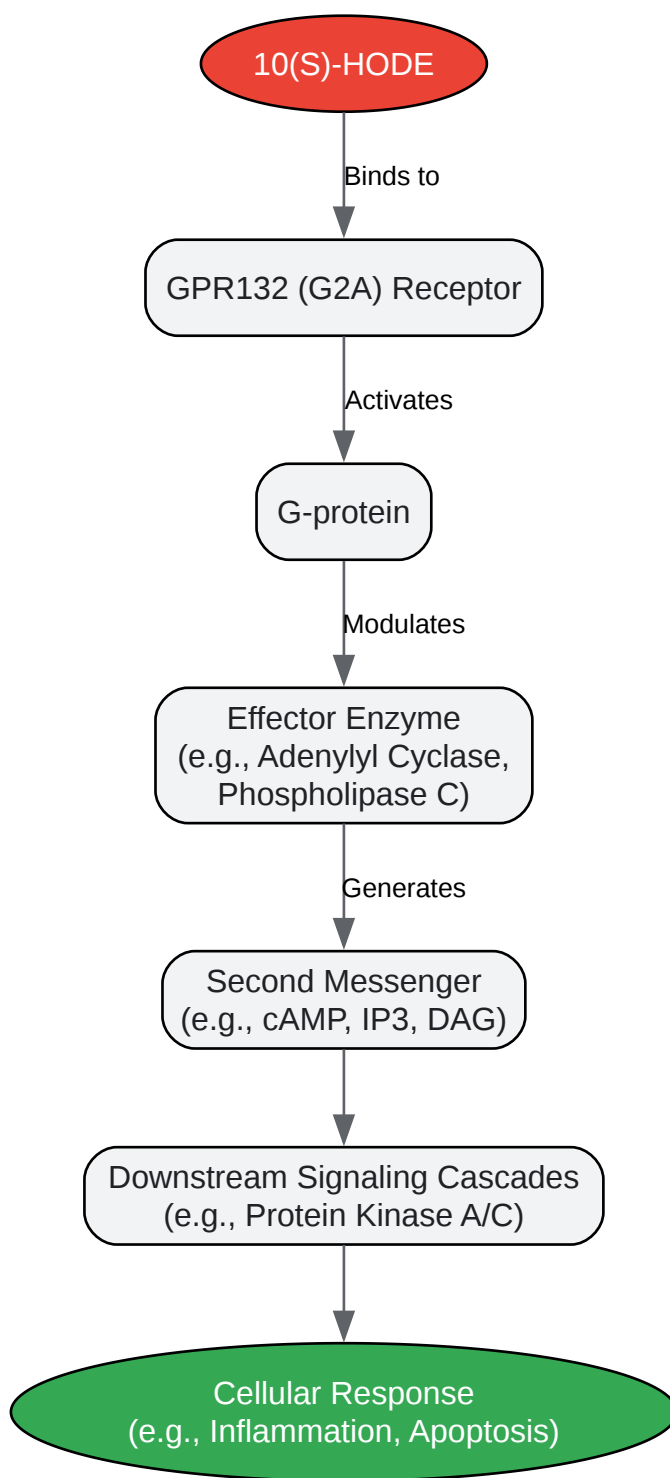 10(S)-HODE
Binds to
GPR132 (G2A) Receptor
Activates
G-protein
Modulates
Effector Enzyme
(e.g., Adenylyl Cyclase,
Phospholipase C)
Generates
Second Messenger
(e.g., cAMP, IP3, DAG)
Downstream Signaling Cascades
(e.g., Protein Kinase A/C)
Cellular Response
(e.g., Inflammation, Apoptosis)